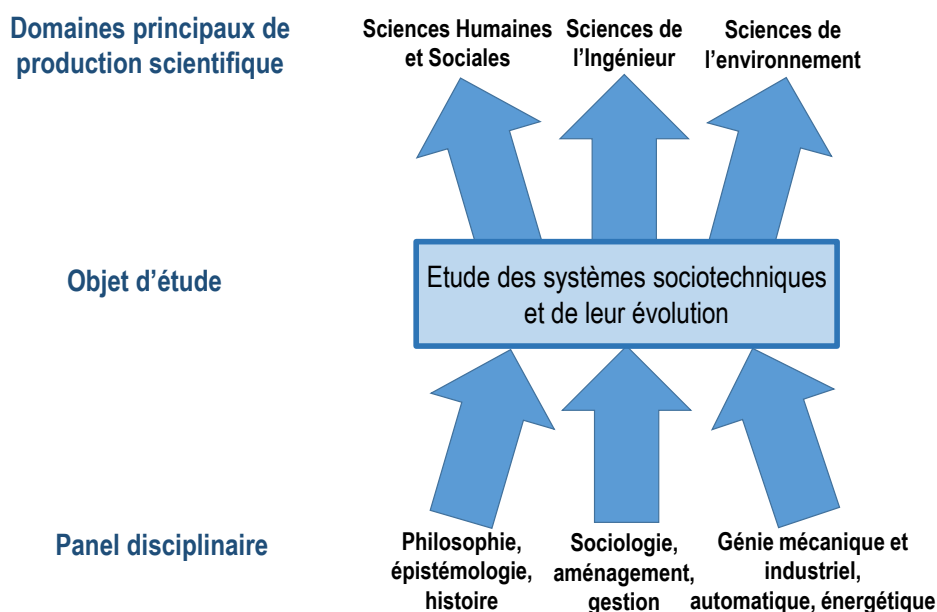 Domaines principaux de
production scientifique
Sciences Humaines
et Sociales
Sciences de
l'Ingénieur
Sciences de
l'environnement
Objet d'étude
Etude des systèmes sociotechniques
et de leur évolution
Panel disciplinaire
Philosophie,
épistémologie,
histoire
Sociologie,
aménagement,
gestion
Génie mécanique et
industriel,
automatique, énergétique